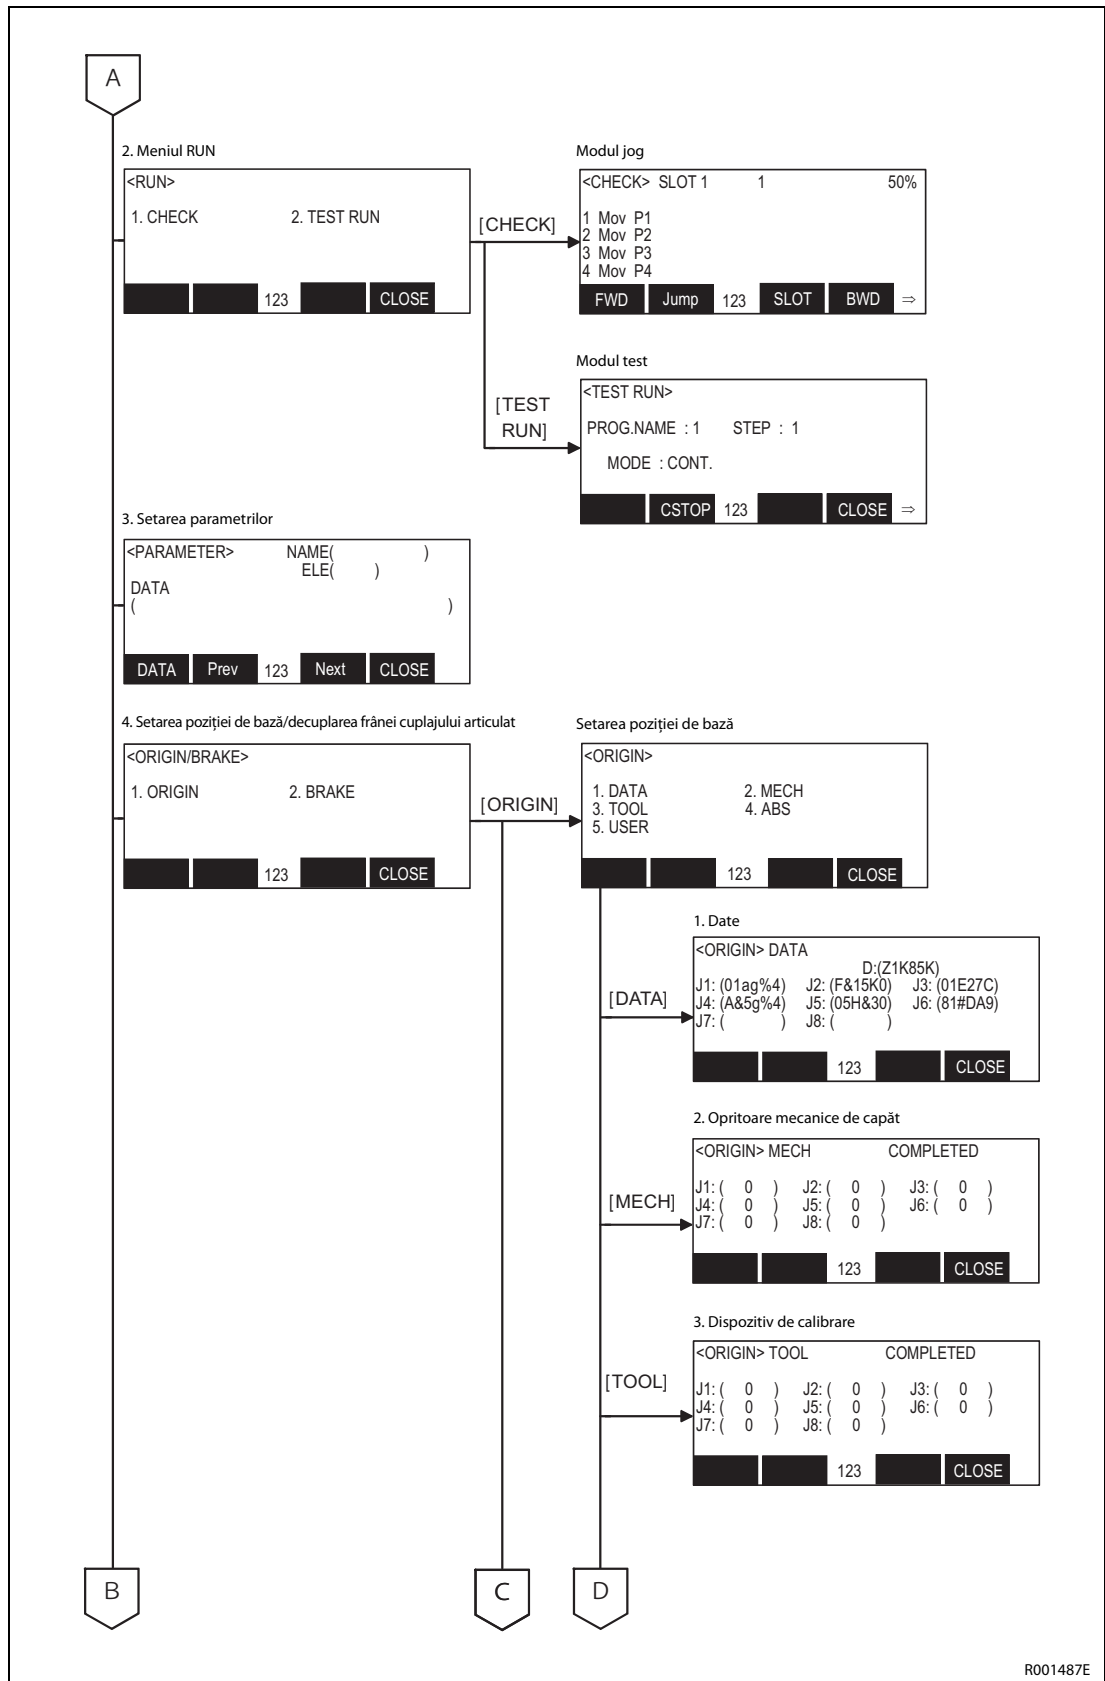 A
2. Meniul RUN
<RUN>
1. CHECK 2. TEST RUN
123 CLOSE
[CHECK]
Modul jog
<CHECK> SLOT 1 1 50%
1 Mov P1
2 Mov P2
3 Mov P3
4 Mov P4
FWD Jump 123 SLOT BWD ⇒
[TEST
RUN]
Modul test
<TEST RUN>
PROG.NAME : 1 STEP : 1
MODE : CONT.
CSTOP 123 CLOSE ⇒
3. Setarea parametrilor
<PARAMETER> NAME( )
ELE( )
DATA
( )
DATA Prev 123 Next CLOSE
4. Setarea poziției de bază/decuplarea frânei cuplajului articulat
<ORIGIN/BRAKE>
1. ORIGIN 2. BRAKE
123 CLOSE
[ORIGIN]
Setarea poziției de bază
<ORIGIN>
1. DATA 2. MECH
3. TOOL 4. ABS
5. USER
123 CLOSE
[DATA]
1. Date
<ORIGIN> DATA
D:(Z1K85K)
J1: (01ag%4) J2: (F&15K0) J3: (01E27C)
J4: (A&5g%4) J5: (05H&30) J6: (81#DA9)
J7: ( ) J8: ( )
123 CLOSE
[MECH]
2. Opritoare mecanice de capăt
<ORIGIN> MECH COMPLETED
J1: ( 0 ) J2: ( 0 ) J3: ( 0 )
J4: ( 0 ) J5: ( 0 ) J6: ( 0 )
J7: ( 0 ) J8: ( 0 )
123 CLOSE
[TOOL]
3. Dispozitiv de calibrare
<ORIGIN> TOOL COMPLETED
J1: ( 0 ) J2: ( 0 ) J3: ( 0 )
J4: ( 0 ) J5: ( 0 ) J6: ( 0 )
J7: ( 0 ) J8: ( 0 )
123 CLOSE
B C D
R001487E